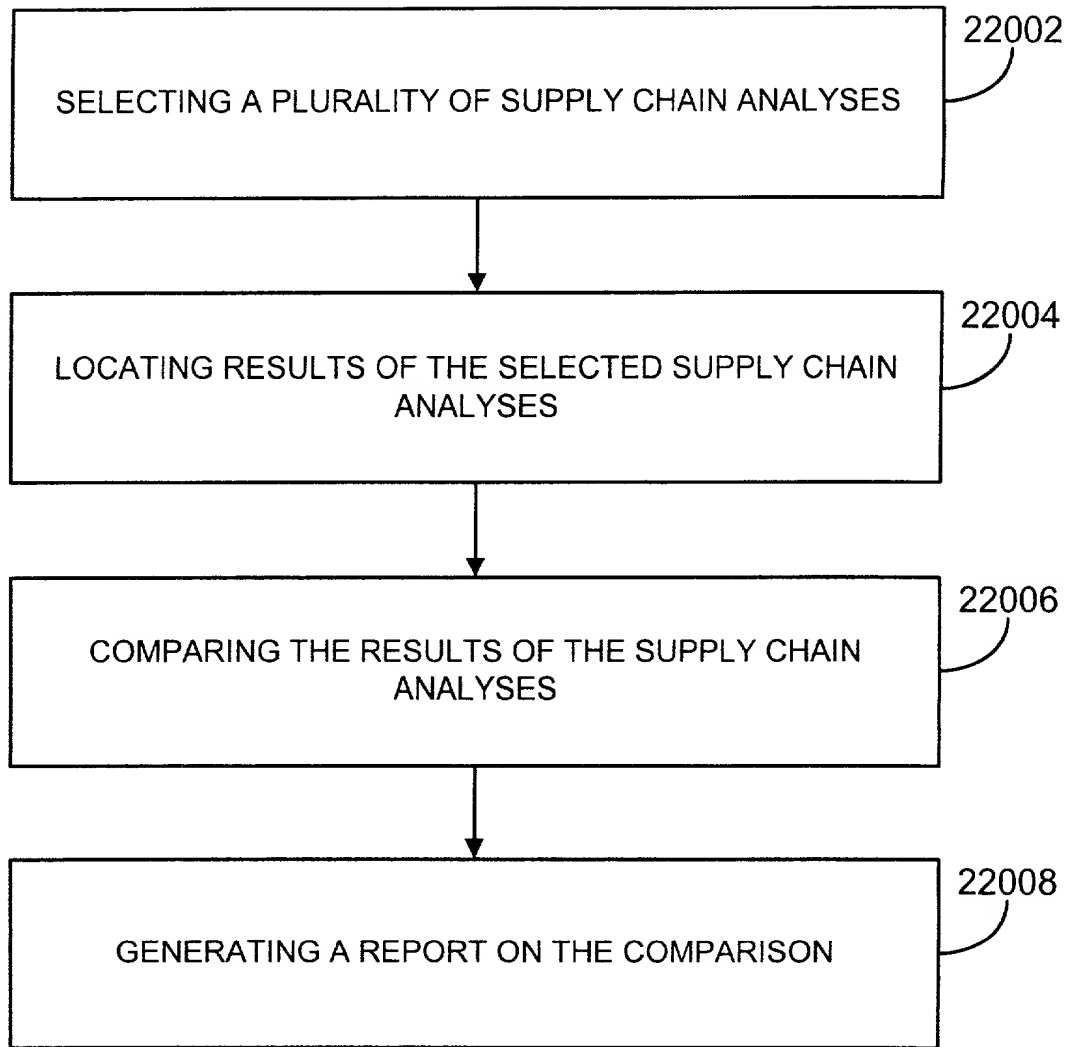 22002
SELECTING A PLURALITY OF SUPPLY CHAIN ANALYSES
22004
LOCATING RESULTS OF THE SELECTED SUPPLY CHAIN
ANALYSES
22006
COMPARING THE RESULTS OF THE SUPPLY CHAIN
ANALYSES
22008
GENERATING A REPORT ON THE COMPARISON